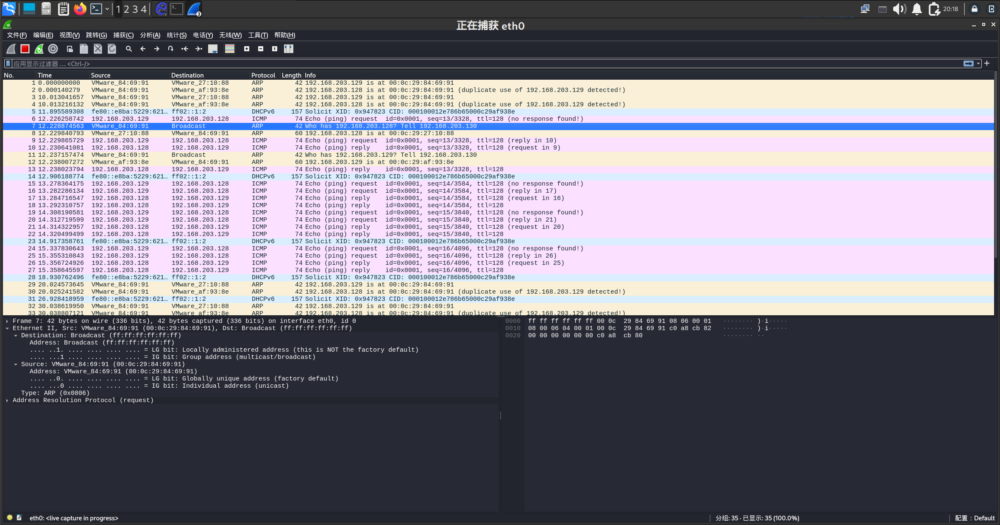 1 2 3 4
3
20:18
正在捕获 eth0
文件(F) 编辑(E) 视图(V) 跳转(G) 捕获(C) 分析(A) 统计(S) 电话(Y) 无线(W) 工具(T) 帮助(H)
应用显示过滤器 … <Ctrl-/>
No. Time Source Destination Protocol Length Info
1 0.000000000 VMware_84:69:91 VMware_27:10:88 ARP 42 192.168.203.129 is at 00:0c:29:84:69:91
2 0.000140279 VMware_84:69:91 VMware_af:93:8e ARP 42 192.168.203.128 is at 00:0c:29:84:69:91 (duplicate use of 192.168.203.129 detected!)
3 10.013041657 VMware_84:69:91 VMware_27:10:88 ARP 42 192.168.203.129 is at 00:0c:29:84:69:91
4 10.013216132 VMware_84:69:91 VMware_af:93:8e ARP 42 192.168.203.128 is at 00:0c:29:84:69:91 (duplicate use of 192.168.203.129 detected!)
5 11.895589308 fe80::e8ba:5229:621… ff02::1:2 DHCPv6 157 Solicit XID: 0x947823 CID: 000100012e786b65000c29af938e
6 12.226258742 192.168.203.129 192.168.203.128 ICMP 74 Echo (ping) request id=0x0001, seq=13/3328, ttl=128 (no response found!)
7 12.228874563 VMware_84:69:91 Broadcast ARP 42 Who has 192.168.203.128? Tell 192.168.203.130
8 12.229840793 VMware_27:10:88 VMware_84:69:91 ARP 60 192.168.203.128 is at 00:0c:29:27:10:88
9 12.229865729 192.168.203.129 192.168.203.128 ICMP 74 Echo (ping) request id=0x0001, seq=13/3328, ttl=128 (reply in 10)
10 12.230641081 192.168.203.128 192.168.203.129 ICMP 74 Echo (ping) reply id=0x0001, seq=13/3328, ttl=128 (request in 9)
11 12.237157474 VMware_84:69:91 Broadcast ARP 42 Who has 192.168.203.129? Tell 192.168.203.130
12 12.238007272 VMware_af:93:8e VMware_84:69:91 ARP 60 192.168.203.129 is at 00:0c:29:af:93:8e
13 12.238023794 192.168.203.128 192.168.203.129 ICMP 74 Echo (ping) reply id=0x0001, seq=13/3328, ttl=128
14 12.906188774 fe80::e8ba:5229:621… ff02::1:2 DHCPv6 157 Solicit XID: 0x947823 CID: 000100012e786b65000c29af938e
15 13.278364175 192.168.203.129 192.168.203.128 ICMP 74 Echo (ping) request id=0x0001, seq=14/3584, ttl=128 (no response found!)
16 13.282286134 192.168.203.129 192.168.203.128 ICMP 74 Echo (ping) request id=0x0001, seq=14/3584, ttl=128 (reply in 17)
17 13.284716547 192.168.203.128 192.168.203.129 ICMP 74 Echo (ping) reply id=0x0001, seq=14/3584, ttl=128 (request in 16)
18 13.292310757 192.168.203.128 192.168.203.129 ICMP 74 Echo (ping) reply id=0x0001, seq=14/3584, ttl=128
19 14.308190581 192.168.203.129 192.168.203.128 ICMP 74 Echo (ping) request id=0x0001, seq=15/3840, ttl=128 (no response found!)
20 14.312719599 192.168.203.129 192.168.203.128 ICMP 74 Echo (ping) request id=0x0001, seq=15/3840, ttl=128 (reply in 21)
21 14.314322957 192.168.203.128 192.168.203.129 ICMP 74 Echo (ping) reply id=0x0001, seq=15/3840, ttl=128 (request in 20)
22 14.320499499 192.168.203.128 192.168.203.129 ICMP 74 Echo (ping) reply id=0x0001, seq=15/3840, ttl=128
23 14.917358761 fe80::e8ba:5229:621… ff02::1:2 DHCPv6 157 Solicit XID: 0x947823 CID: 000100012e786b65000c29af938e
24 15.337830643 192.168.203.129 192.168.203.128 ICMP 74 Echo (ping) request id=0x0001, seq=16/4096, ttl=128 (no response found!)
25 15.355310843 192.168.203.129 192.168.203.128 ICMP 74 Echo (ping) request id=0x0001, seq=16/4096, ttl=128 (reply in 26)
26 15.356724926 192.168.203.128 192.168.203.129 ICMP 74 Echo (ping) reply id=0x0001, seq=16/4096, ttl=128 (request in 25)
27 15.358645597 192.168.203.128 192.168.203.129 ICMP 74 Echo (ping) reply id=0x0001, seq=16/4096, ttl=128
28 18.930762496 fe80::e8ba:5229:621… ff02::1:2 DHCPv6 157 Solicit XID: 0x947823 CID: 000100012e786b65000c29af938e
29 20.024573645 VMware_84:69:91 VMware_27:10:88 ARP 42 192.168.203.129 is at 00:0c:29:84:69:91
30 20.025241582 VMware_84:69:91 VMware_af:93:8e ARP 42 192.168.203.128 is at 00:0c:29:84:69:91 (duplicate use of 192.168.203.129 detected!)
31 26.928418959 fe80::e8ba:5229:621… ff02::1:2 DHCPv6 157 Solicit XID: 0x947823 CID: 000100012e786b65000c29af938e
32 30.038619950 VMware_84:69:91 VMware_27:10:88 ARP 42 192.168.203.129 is at 00:0c:29:84:69:91
33 30.038807121 VMware_84:69:91 VMware_af:93:8e ARP 42 192.168.203.128 is at 00:0c:29:84:69:91 (duplicate use of 192.168.203.129 detected!)
Frame 7: 42 bytes on wire (336 bits), 42 bytes captured (336 bits) on interface eth0, id 0
Ethernet II, Src: VMware_84:69:91 (00:0c:29:84:69:91), Dst: Broadcast (ff:ff:ff:ff:ff:ff)
Destination: Broadcast (ff:ff:ff:ff:ff:ff)
Address: Broadcast (ff:ff:ff:ff:ff:ff)
.... ..1. .... .... .... .... = LG bit: Locally administered address (this is NOT the factory default)
.... ...1 .... .... .... .... = IG bit: Group address (multicast/broadcast)
Source: VMware_84:69:91 (00:0c:29:84:69:91)
Address: VMware_84:69:91 (00:0c:29:84:69:91)
.... ..0. .... .... .... .... = LG bit: Globally unique address (factory default)
.... ...0 .... .... .... .... = IG bit: Individual address (unicast)
Type: ARP (0x0806)
Address Resolution Protocol (request)
0000 ff ff ff ff ff ff 00 0c 29 84 69 91 08 06 00 01 ········ )·i·····
0010 08 00 06 04 00 01 00 0c 29 84 69 91 c0 a8 cb 82 ········ )·i·····
0020 00 00 00 00 00 00 c0 a8 cb 80 ········ ··
eth0: <live capture in progress>
分组: 35 · 已显示: 35 (100.0%)
配置：Default